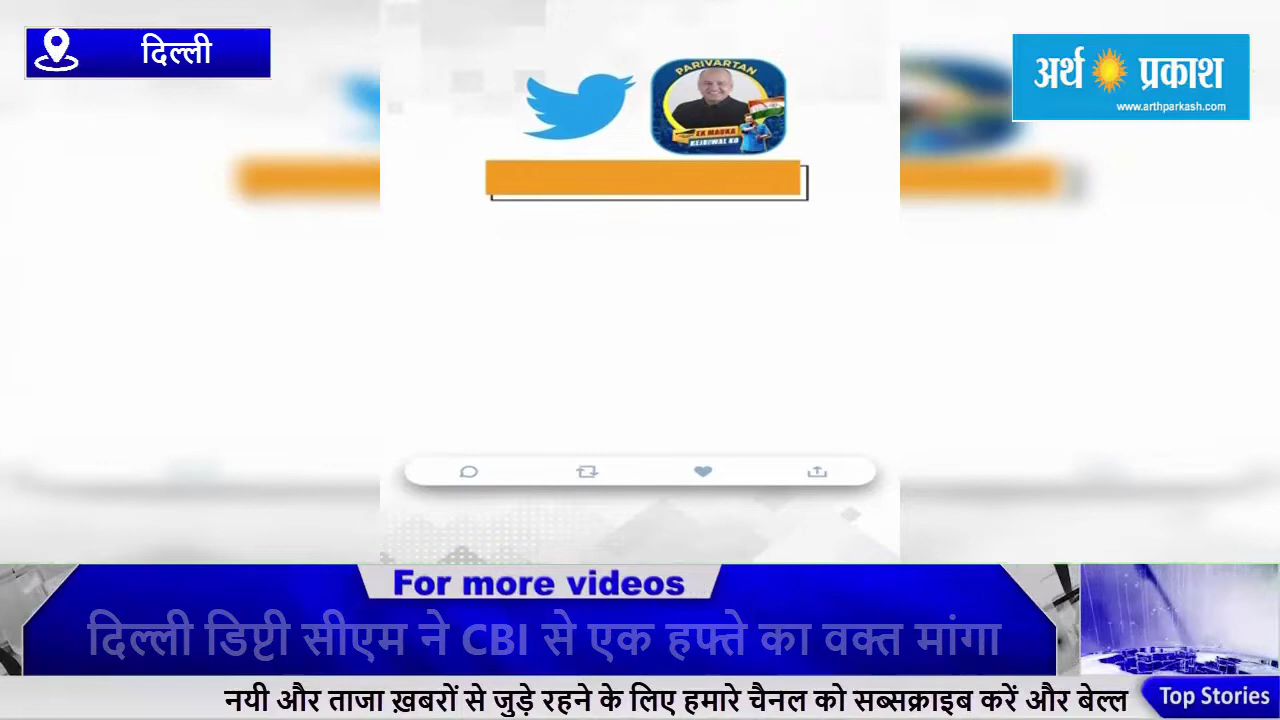 दिल्ली
अर्थ प्रकाश
www.arthparkash.com
PARIVARTAN
EK MAUKA
KEJRIWAL KO
For more videos
दिल्ली डिप्टी सीएम ने CBI से एक हफ्ते का वक्त मांगा
नयी और ताजा ख़बरों से जुड़े रहने के लिए हमारे चैनल को सब्सक्राइब करें और बेल्ल
Top Stories